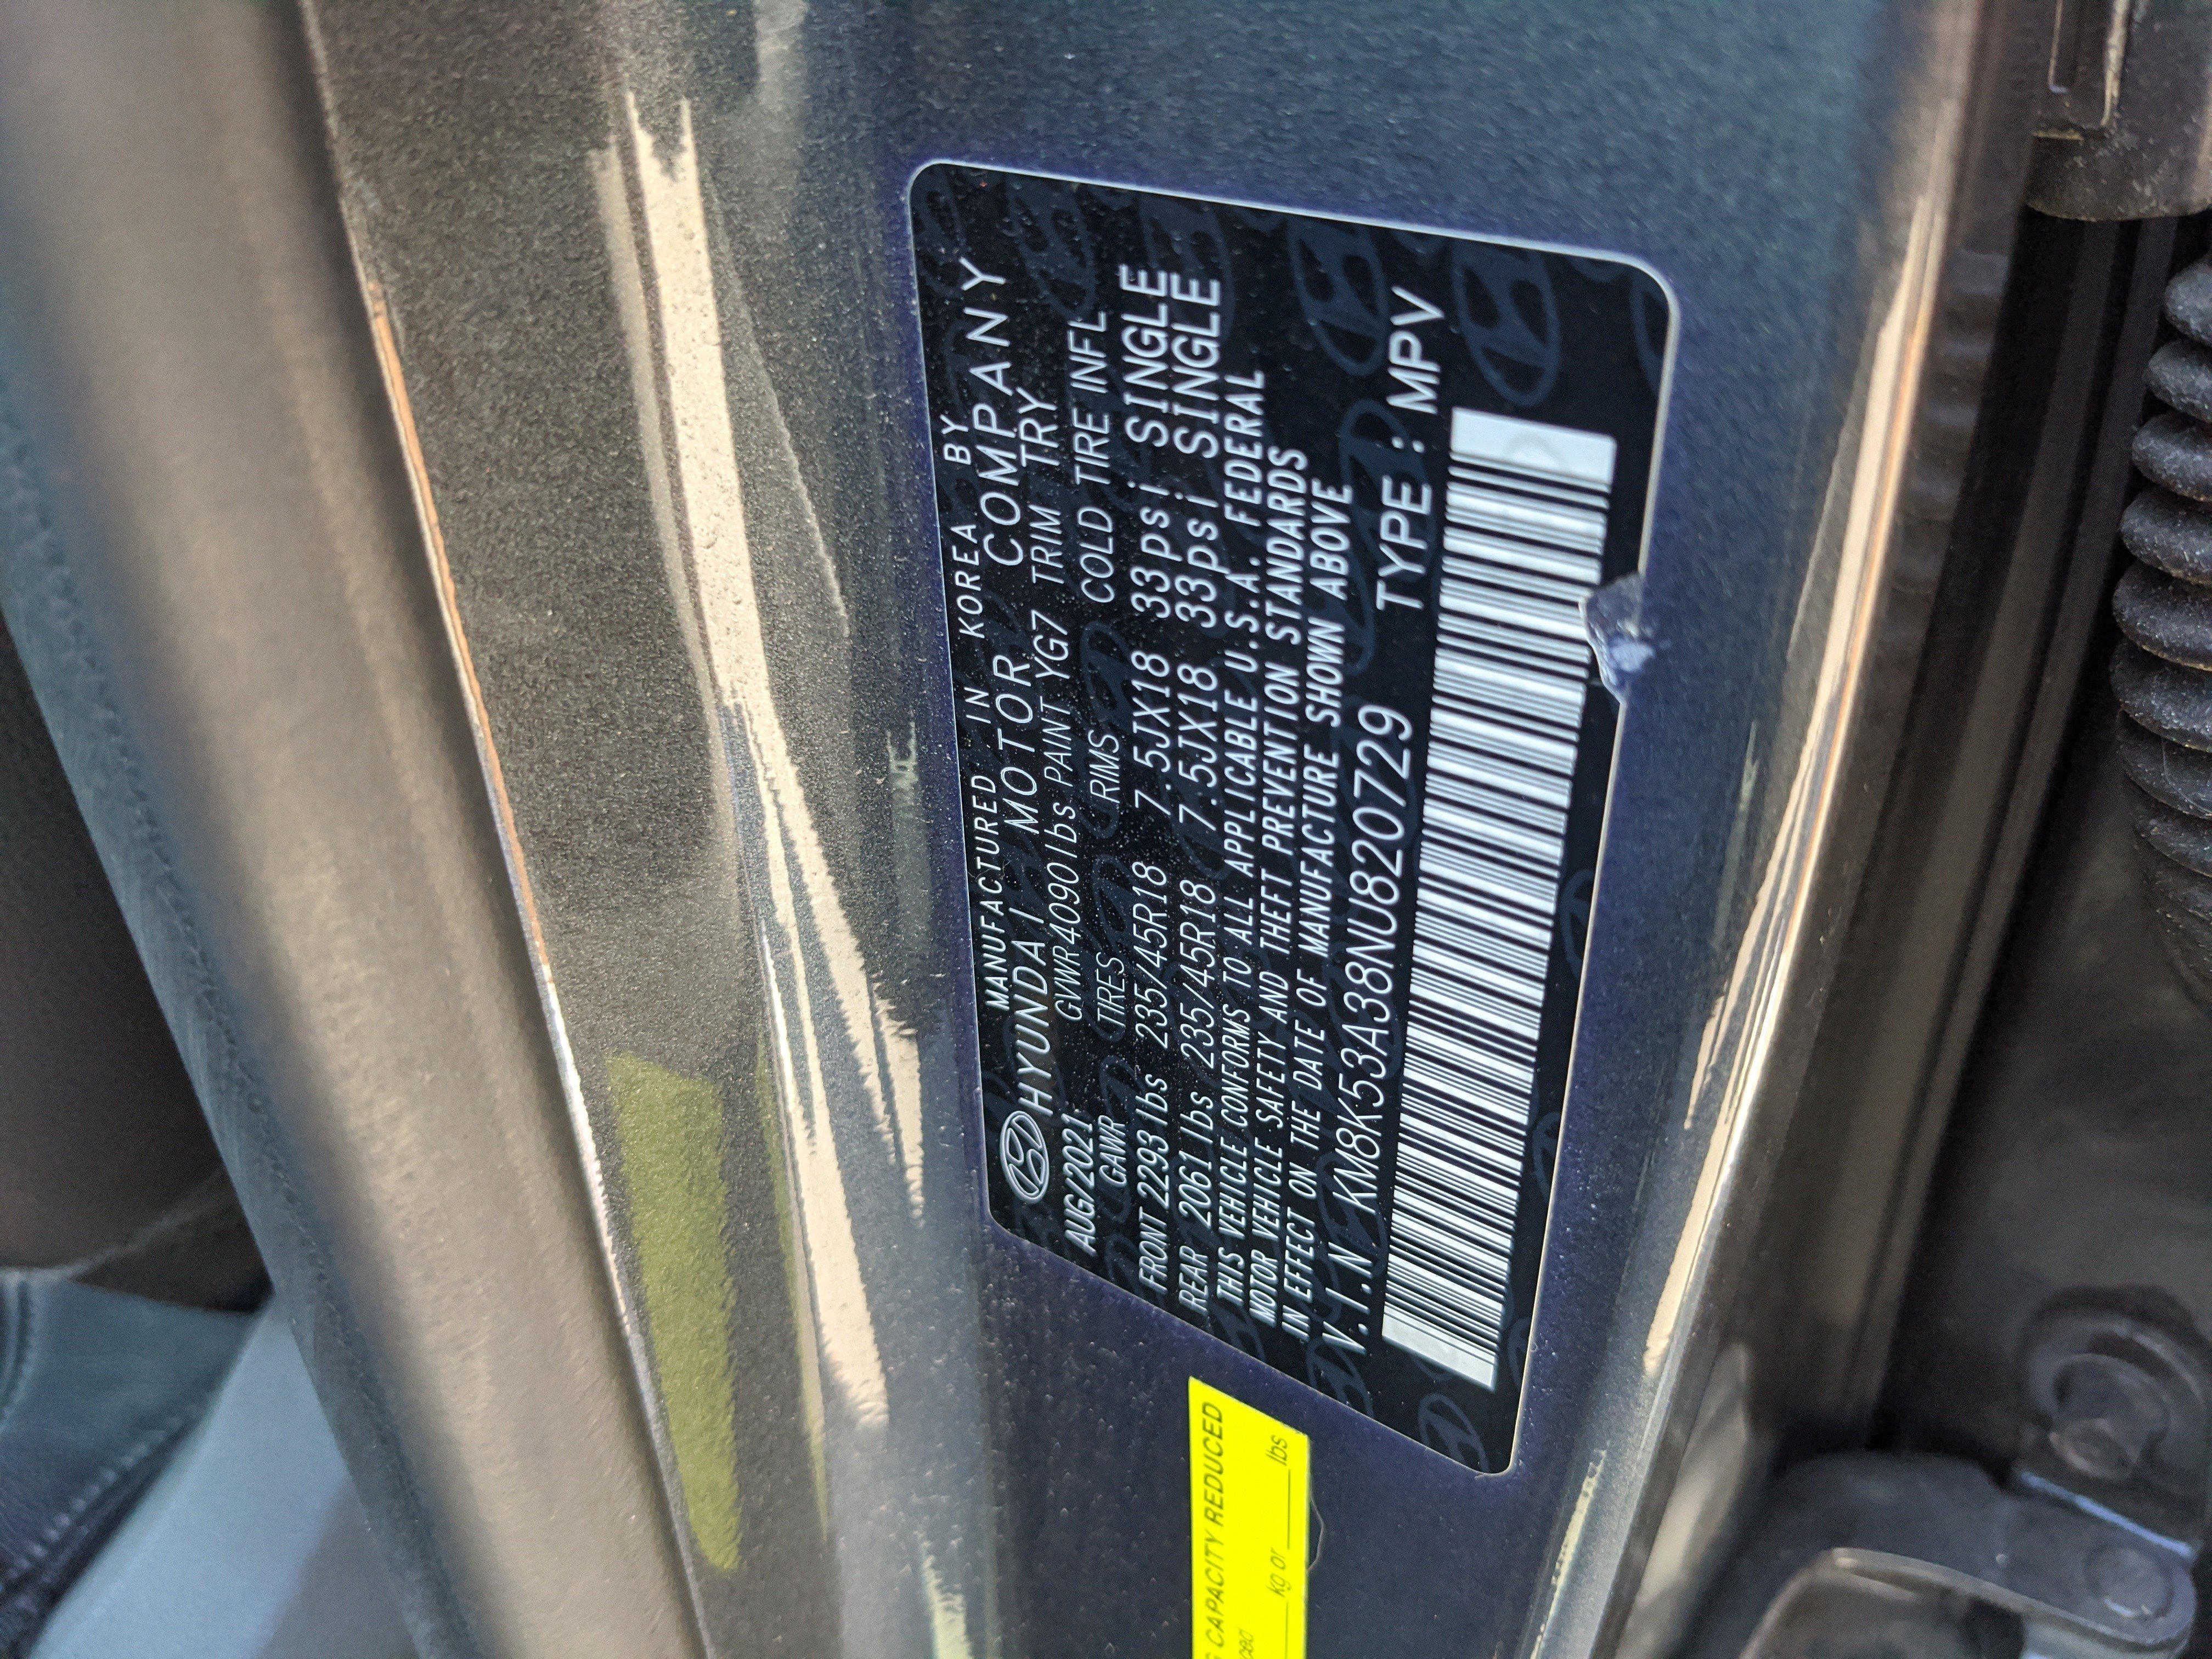 MANUFACTURED IN KOREA BY
HYUNDAI MOTOR COMPANY
AUG/2021 GVWR4090lbs PAINT YG7 TRIM TRY
GAWR TIRES RIMS COLD TIRE INFL
FRONT 2293lbs 235/45R18 7.5JX18 33psi SINGLE
REAR 2061lbs 235/45R18 7.5JX18 33psi SINGLE
THIS VEHICLE CONFORMS TO ALL APPLICABLE U.S.A. FEDERAL
MOTOR VEHICLE SAFETY AND THEFT PREVENTION STANDARDS
IN EFFECT ON THE DATE OF MANUFACTURE SHOWN ABOVE
V.I.N KM8K53A38NU820729 TYPE : MPV
CAPACITY REDUCED
kg or lbs